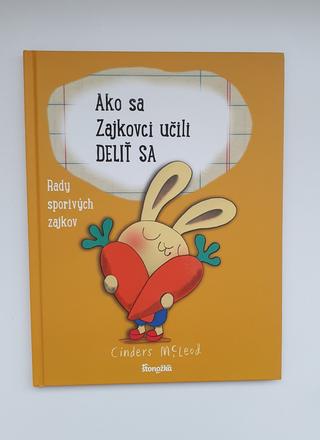 Ako sa
Zajkovci učili
DELIŤ SA
Rady
sporivých
zajkov
Cinders McLeod
stonožka